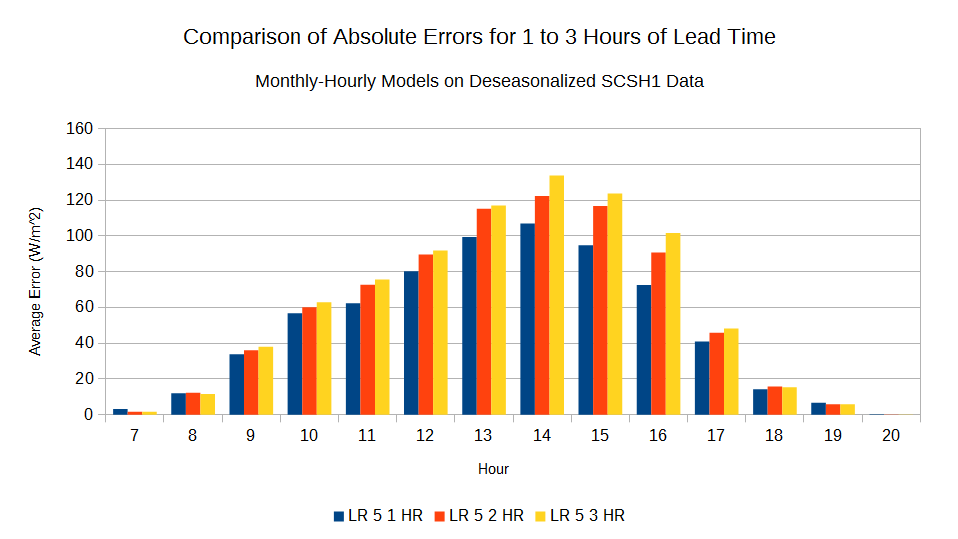 Comparison of Absolute Errors for 1 to 3 Hours of Lead Time
Monthly-Hourly Models on Deseasonalized SCSH1 Data
160
140
120
100
80
60
40
20
0
Average Error (W/m^2)
7 8 9 10 11 12 13 14 15 16 17 18 19 20
Hour
LR 5 1 HR LR 5 2 HR LR 5 3 HR